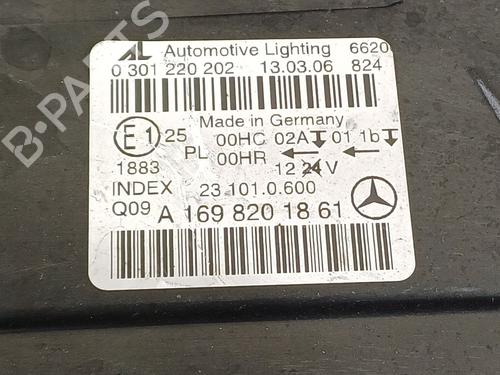 AL Automotive Lighting 6620
0 301 220 202 13.03.06 824
Made in Germany
E1 25 00HC 02A 01 1b
PL 00HR
1883 12 24 V
INDEX 23 101.0.600
Q09 A 169 820 18 61
B-PARTS